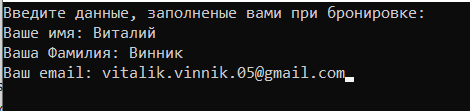 Введите данные, заполненые вами при бронировке:
Ваше имя: Виталий
Ваша Фамилия: Винник
Ваш email: vitalik.vinnik.05@gmail.com